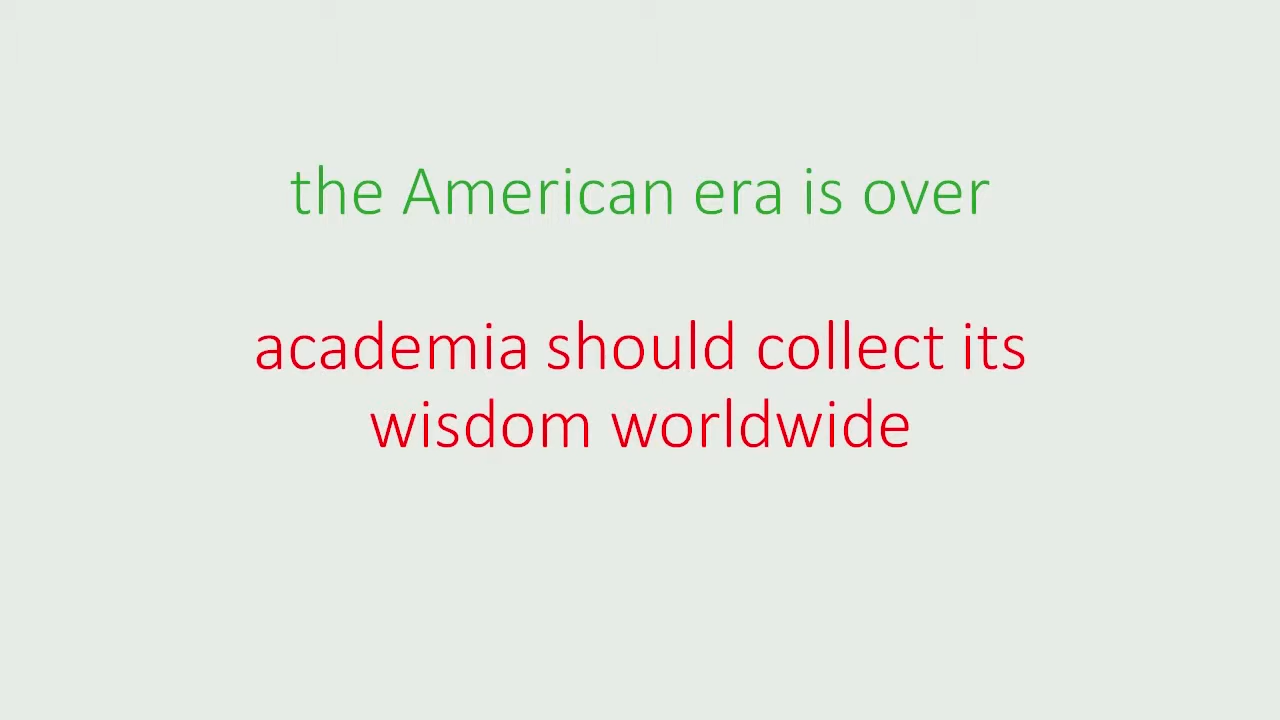 the American era is over
academia should collect its
wisdom worldwide